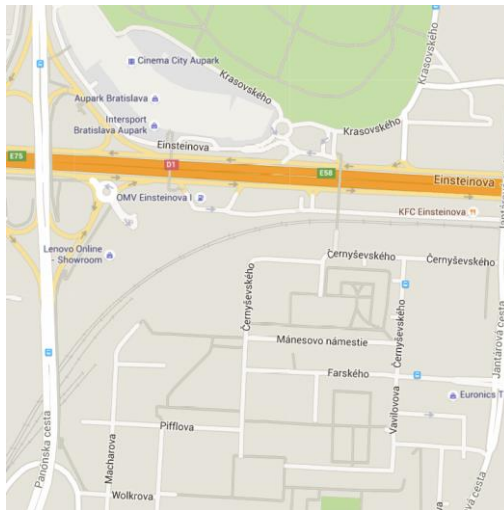 Cinema City Aupark
Krasovského
Krasovského
Aupark Bratislava
Intersport
Bratislava Aupark
Krasovského
Einsteinova
E75
D1
E58
Einsteinova
OMV Einsteinova I
KFC Einsteinova
Jantárová
Lenovo Online
- Showroom
Černyševského
Černyševského
Černyševského
Černyševského
Mánesovo námestie
Jantárová cesta
Farského
Euronics T
Pifflova
Vavilovova
Macharova
Panónska cesta
Wolkrova